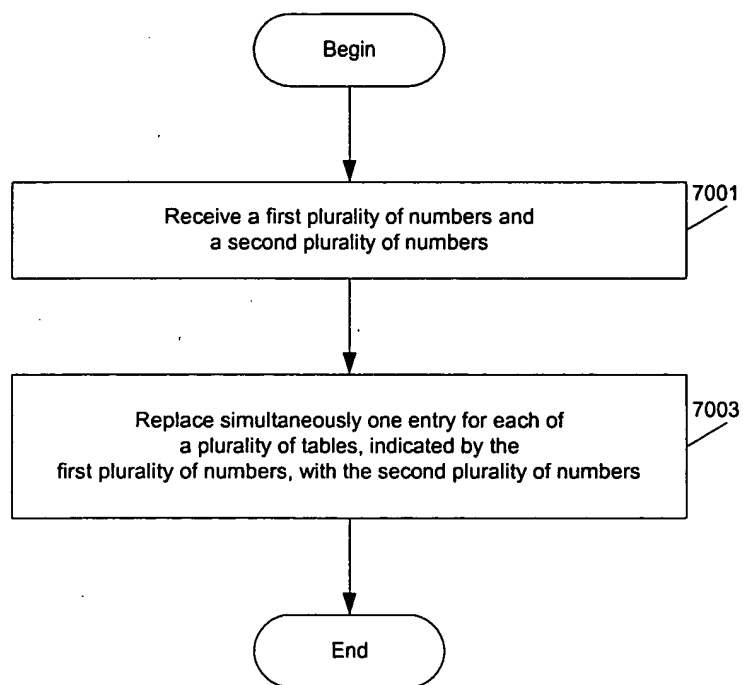 Begin
7001
Receive a first plurality of numbers and
a second plurality of numbers
7003
Replace simultaneously one entry for each of
a plurality of tables, indicated by the
first plurality of numbers, with the second plurality of numbers
End